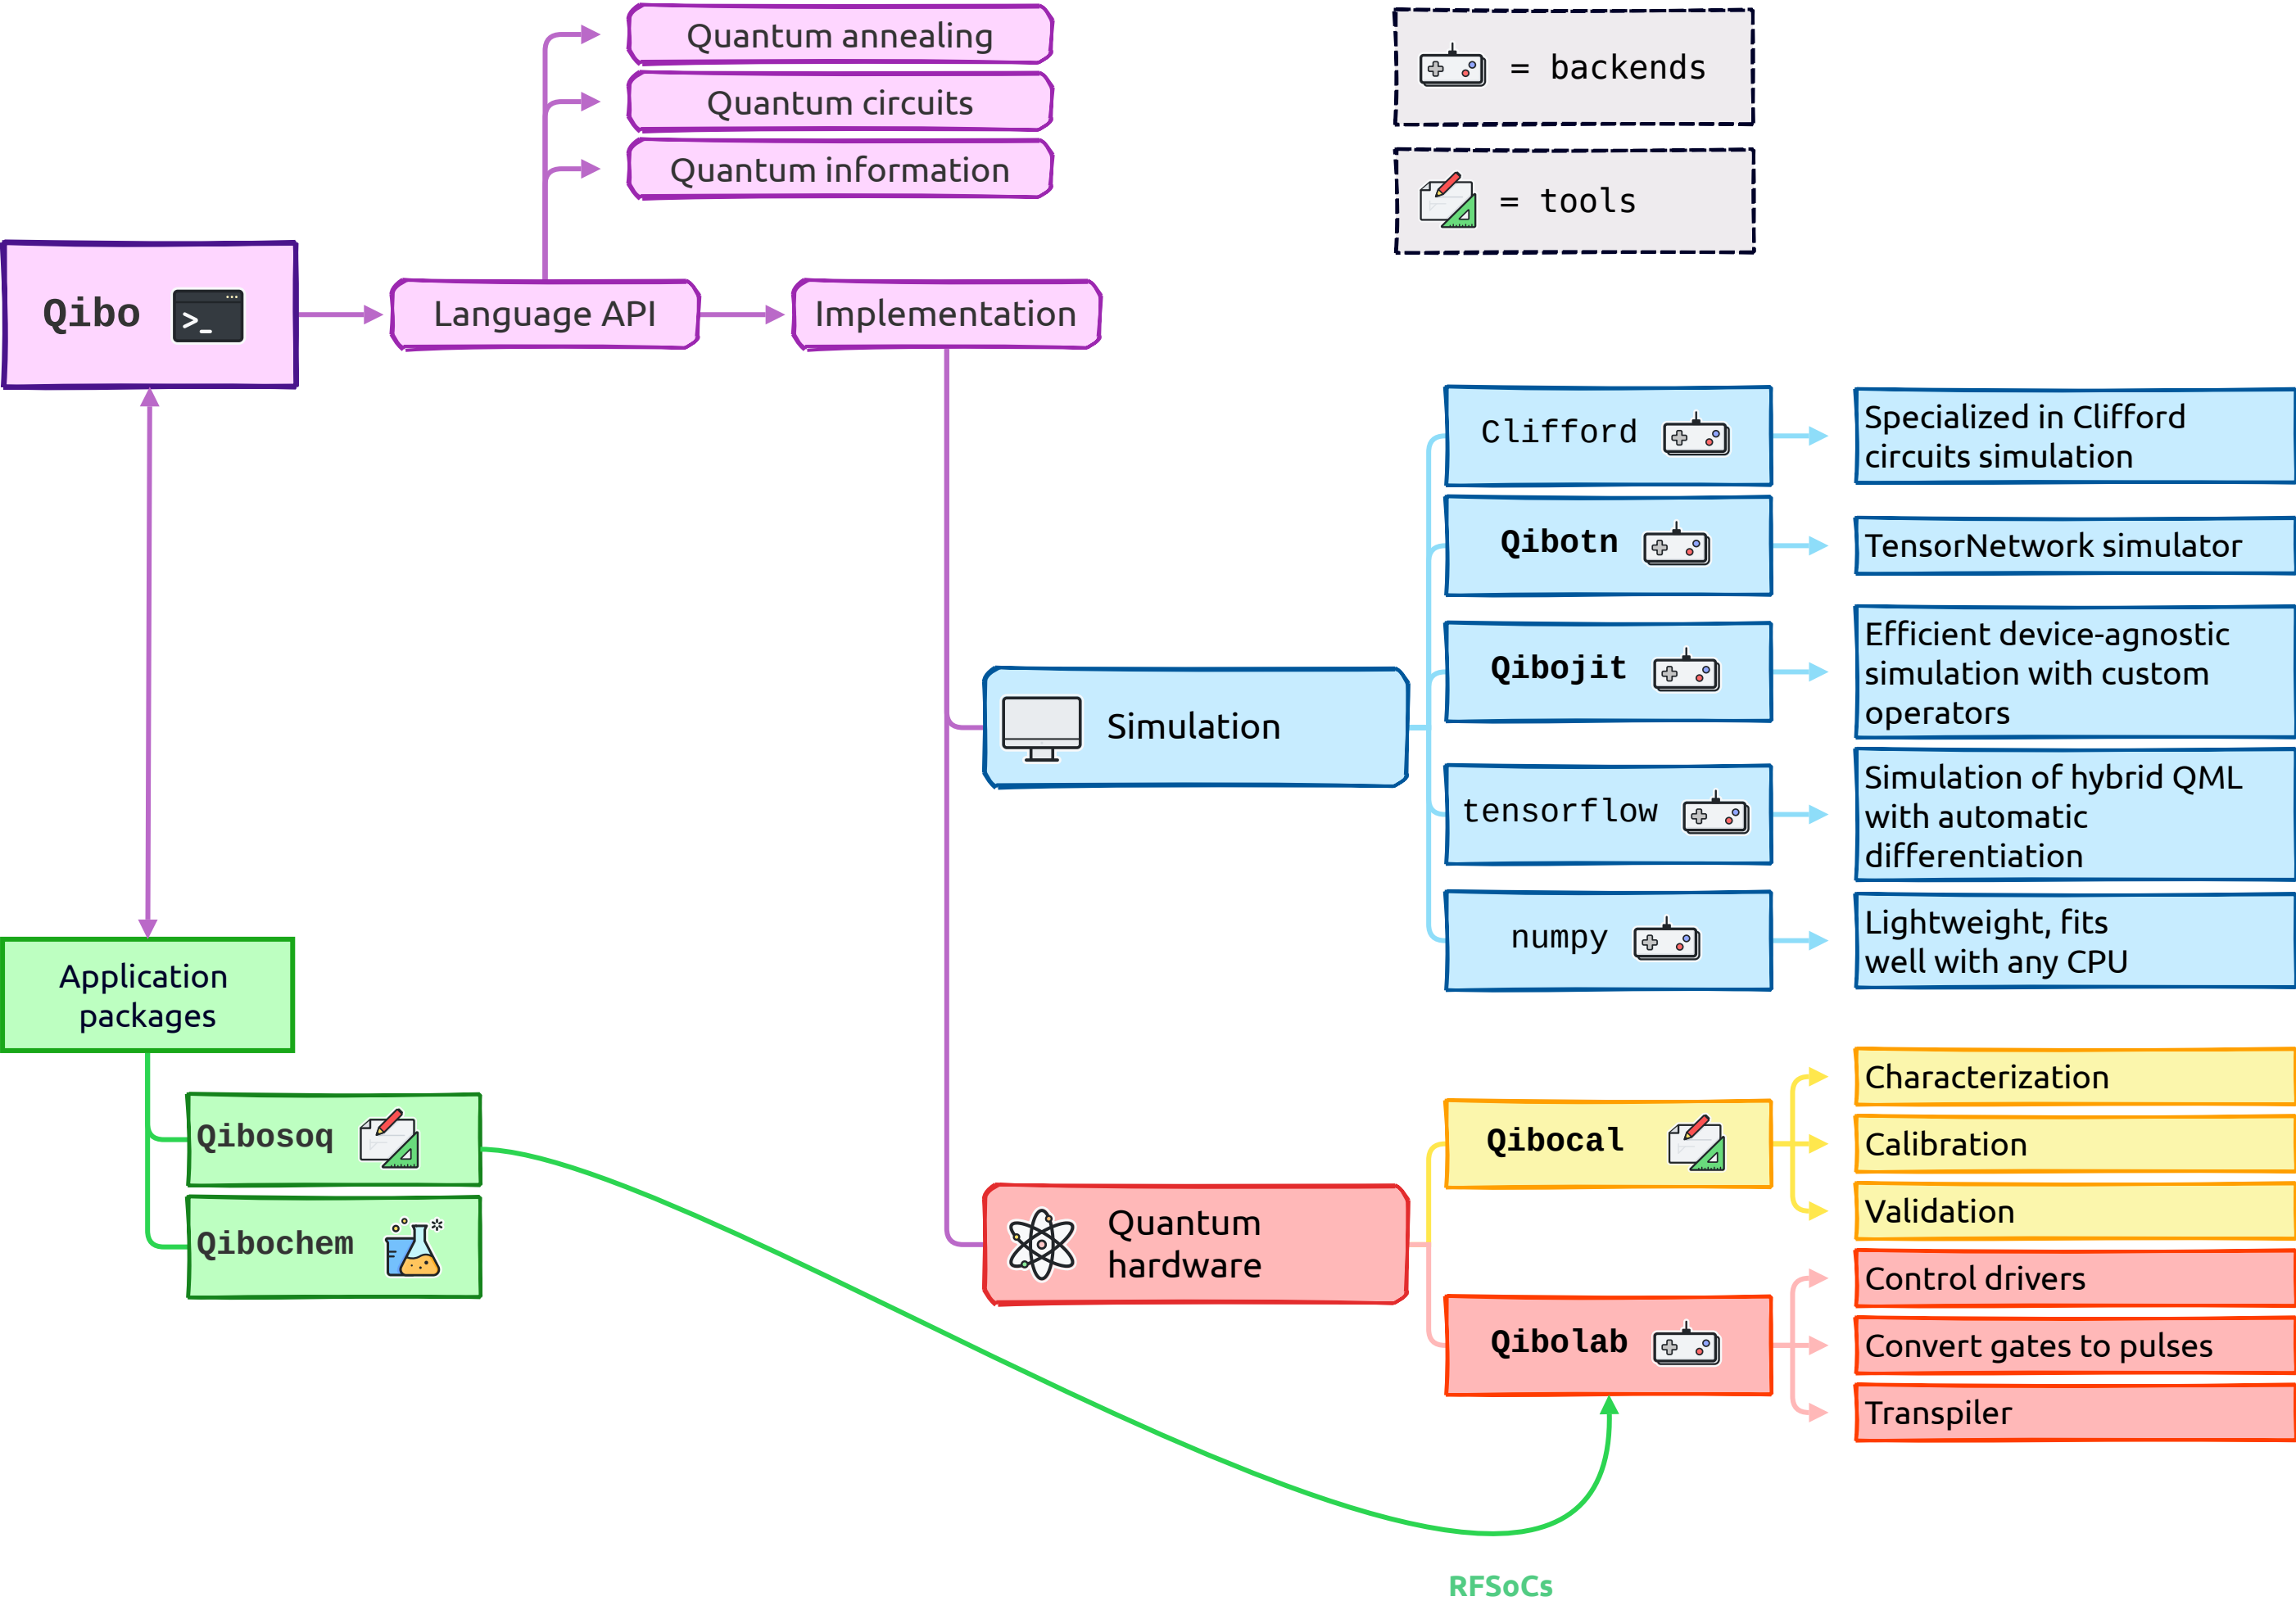 Quantum annealing
Quantum circuits
Quantum information
= backends
= tools
Qibo >_
Language API
Implementation
Clifford
Specialized in Clifford
circuits simulation
Qibotn
TensorNetwork simulator
Qibojit
Efficient device-agnostic
simulation with custom
operators
Simulation
tensorflow
Simulation of hybrid QML
with automatic
differentiation
numpy
Lightweight, fits
well with any CPU
Application
packages
Qibosoq
Qibochem
Quantum
hardware
Qibocal
Characterization
Calibration
Validation
Qibolab
Control drivers
Convert gates to pulses
Transpiler
RFSoCs